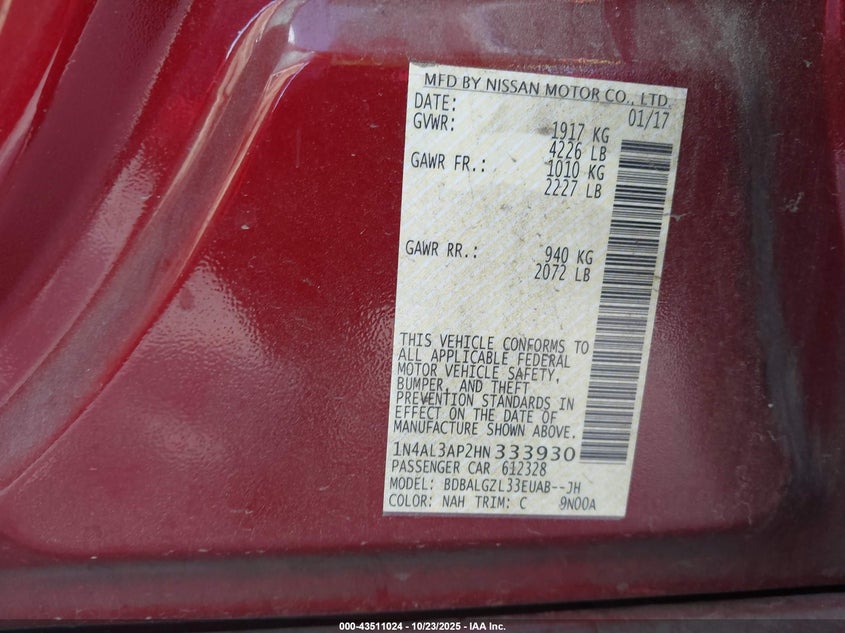 MFD BY NISSAN MOTOR CO., LTD.
DATE: 01/17
GVWR: 1917 KG
4226 LB
GAWR FR.: 1010 KG
2227 LB
GAWR RR.: 940 KG
2072 LB
THIS VEHICLE CONFORMS TO
ALL APPLICABLE FEDERAL
MOTOR VEHICLE SAFETY,
BUMPER, AND THEFT
PREVENTION STANDARDS IN
EFFECT ON THE DATE OF
MANUFACTURE SHOWN ABOVE.
1N4AL3AP2HN 333930
PASSENGER CAR 612328
MODEL: BDBALGZL33EUAB--JH
COLOR: NAH TRIM: C 9N00A
000-43511024 - 10/23/2025 - IAA Inc.